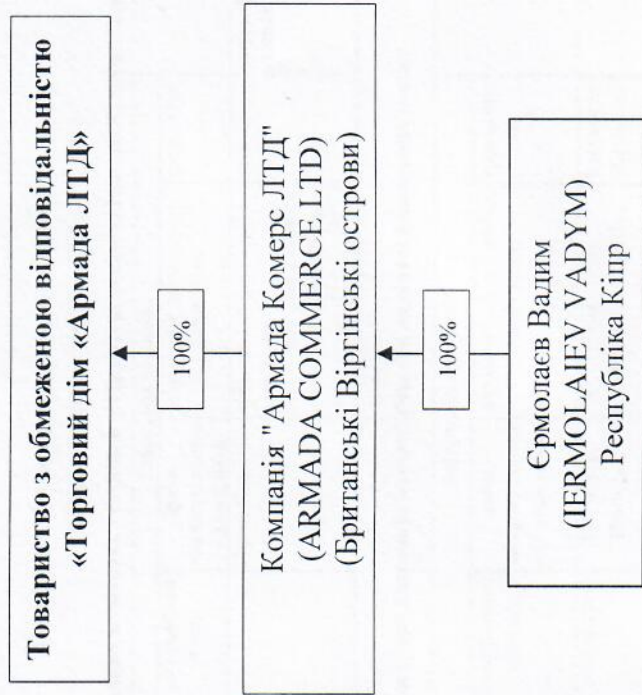 Товариство з обмеженою відповідальністю
«Торговий дім «Армада ЛТД»
100%
Компанія "Армада Комерс ЛТД"
(ARMADA COMMERCE LTD)
(Британські Віргінські острови)
100%
Єрмолаєв Вадим
(IERMOLAIEV VADYM)
Республіка Кіпр